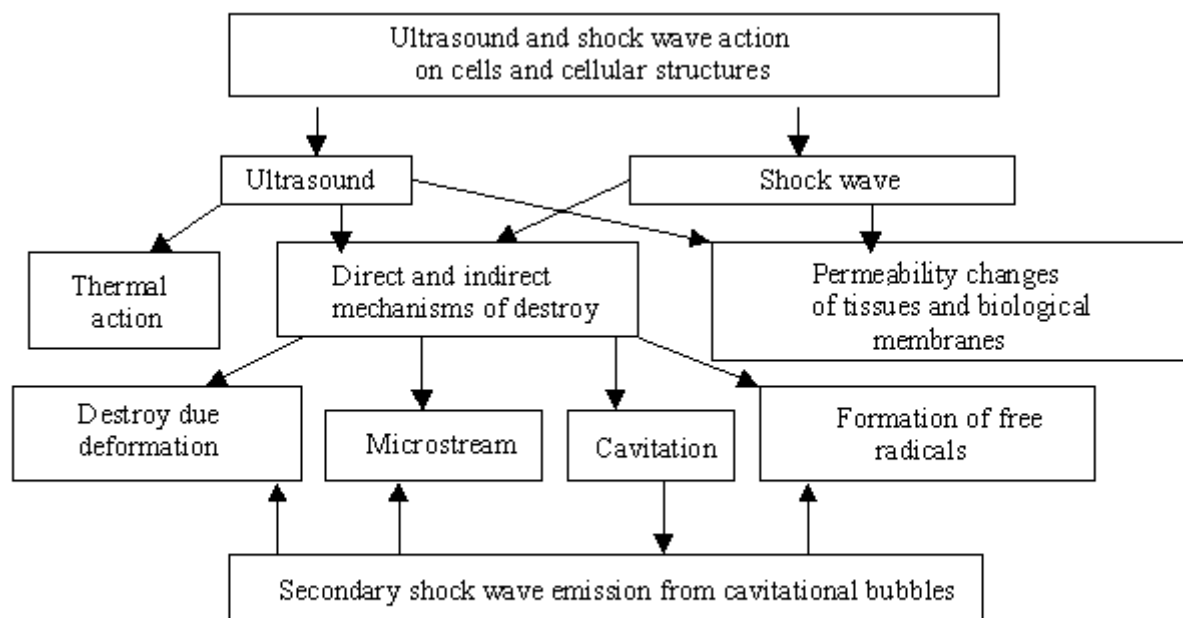 Ultrasound and shock wave action
on cells and cellular structures
Ultrasound
Shock wave
Thermal
action
Direct and indirect
mechanisms of destroy
Permeability changes
of tissues and biological
membranes
Destroy due
deformation
Microstream
Cavitation
Formation of free
radicals
Secondary shock wave emission from cavitational bubbles